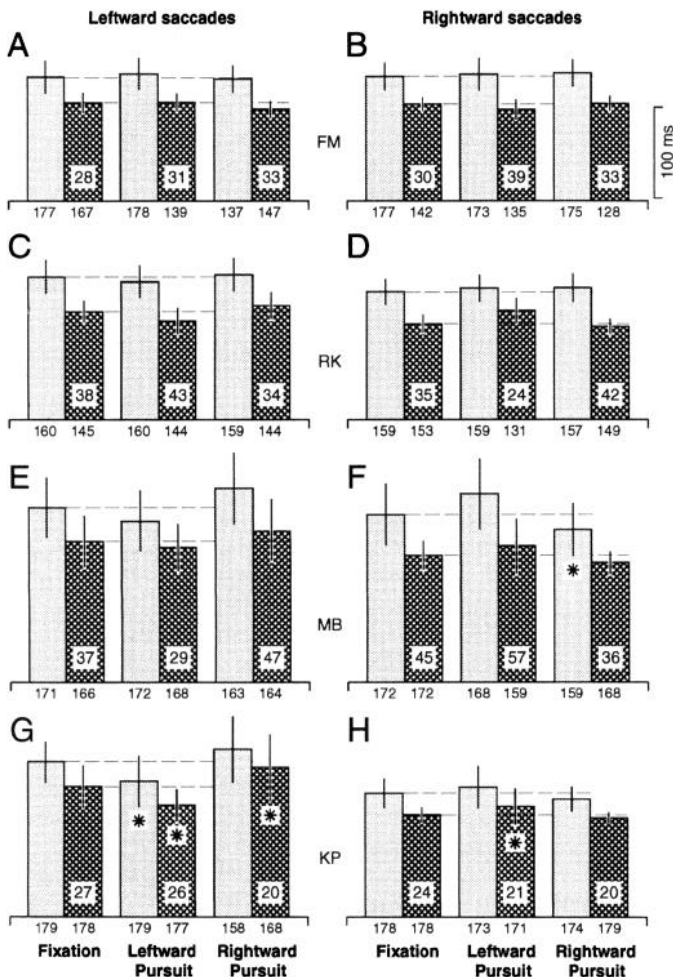 Leftward saccades Rightward saccades
A B
FM
100 ms
28 31 33 30 39 33
177 167 178 139 137 147 177 142 173 135 175 128
C D
RK
38 43 34 35 24 42
160 145 160 144 159 144 159 153 159 131 157 149
E F
*
MB
37 29 47 45 57 36
171 166 172 168 163 164 172 172 168 159 159 168
G H
* * * *
KP
27 26 20 24 21 20
179 178 179 177 158 168 178 178 173 171 174 179
Fixation Leftward Rightward Fixation Leftward Rightward
Pursuit Pursuit Pursuit Pursuit